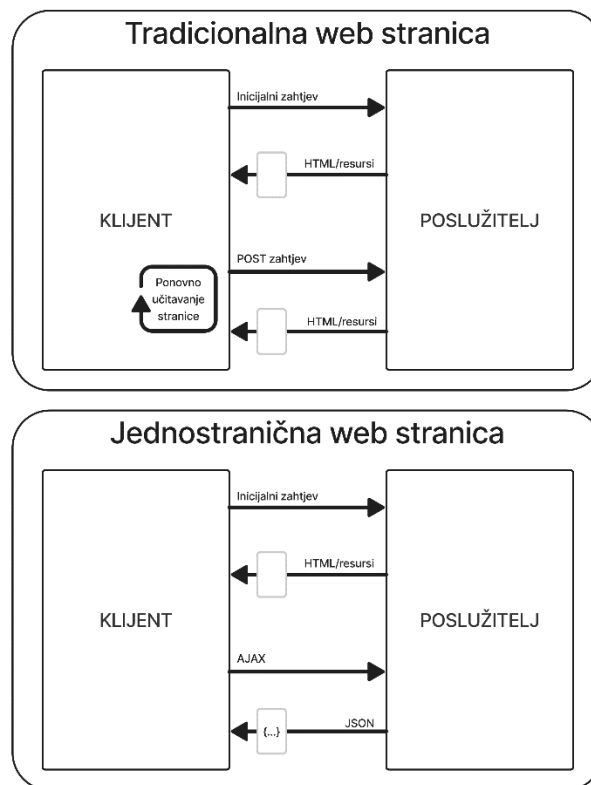 Tradicionalna web stranica
Inicijalni zahtjev
HTML/resursi
KLIJENT
POSLUŽITELJ
POST zahtjev
Ponovno
učitavanje
stranice
HTML/resursi
Jednostranična web stranica
Inicijalni zahtjev
HTML/resursi
KLIJENT
POSLUŽITELJ
AJAX
{...}
JSON